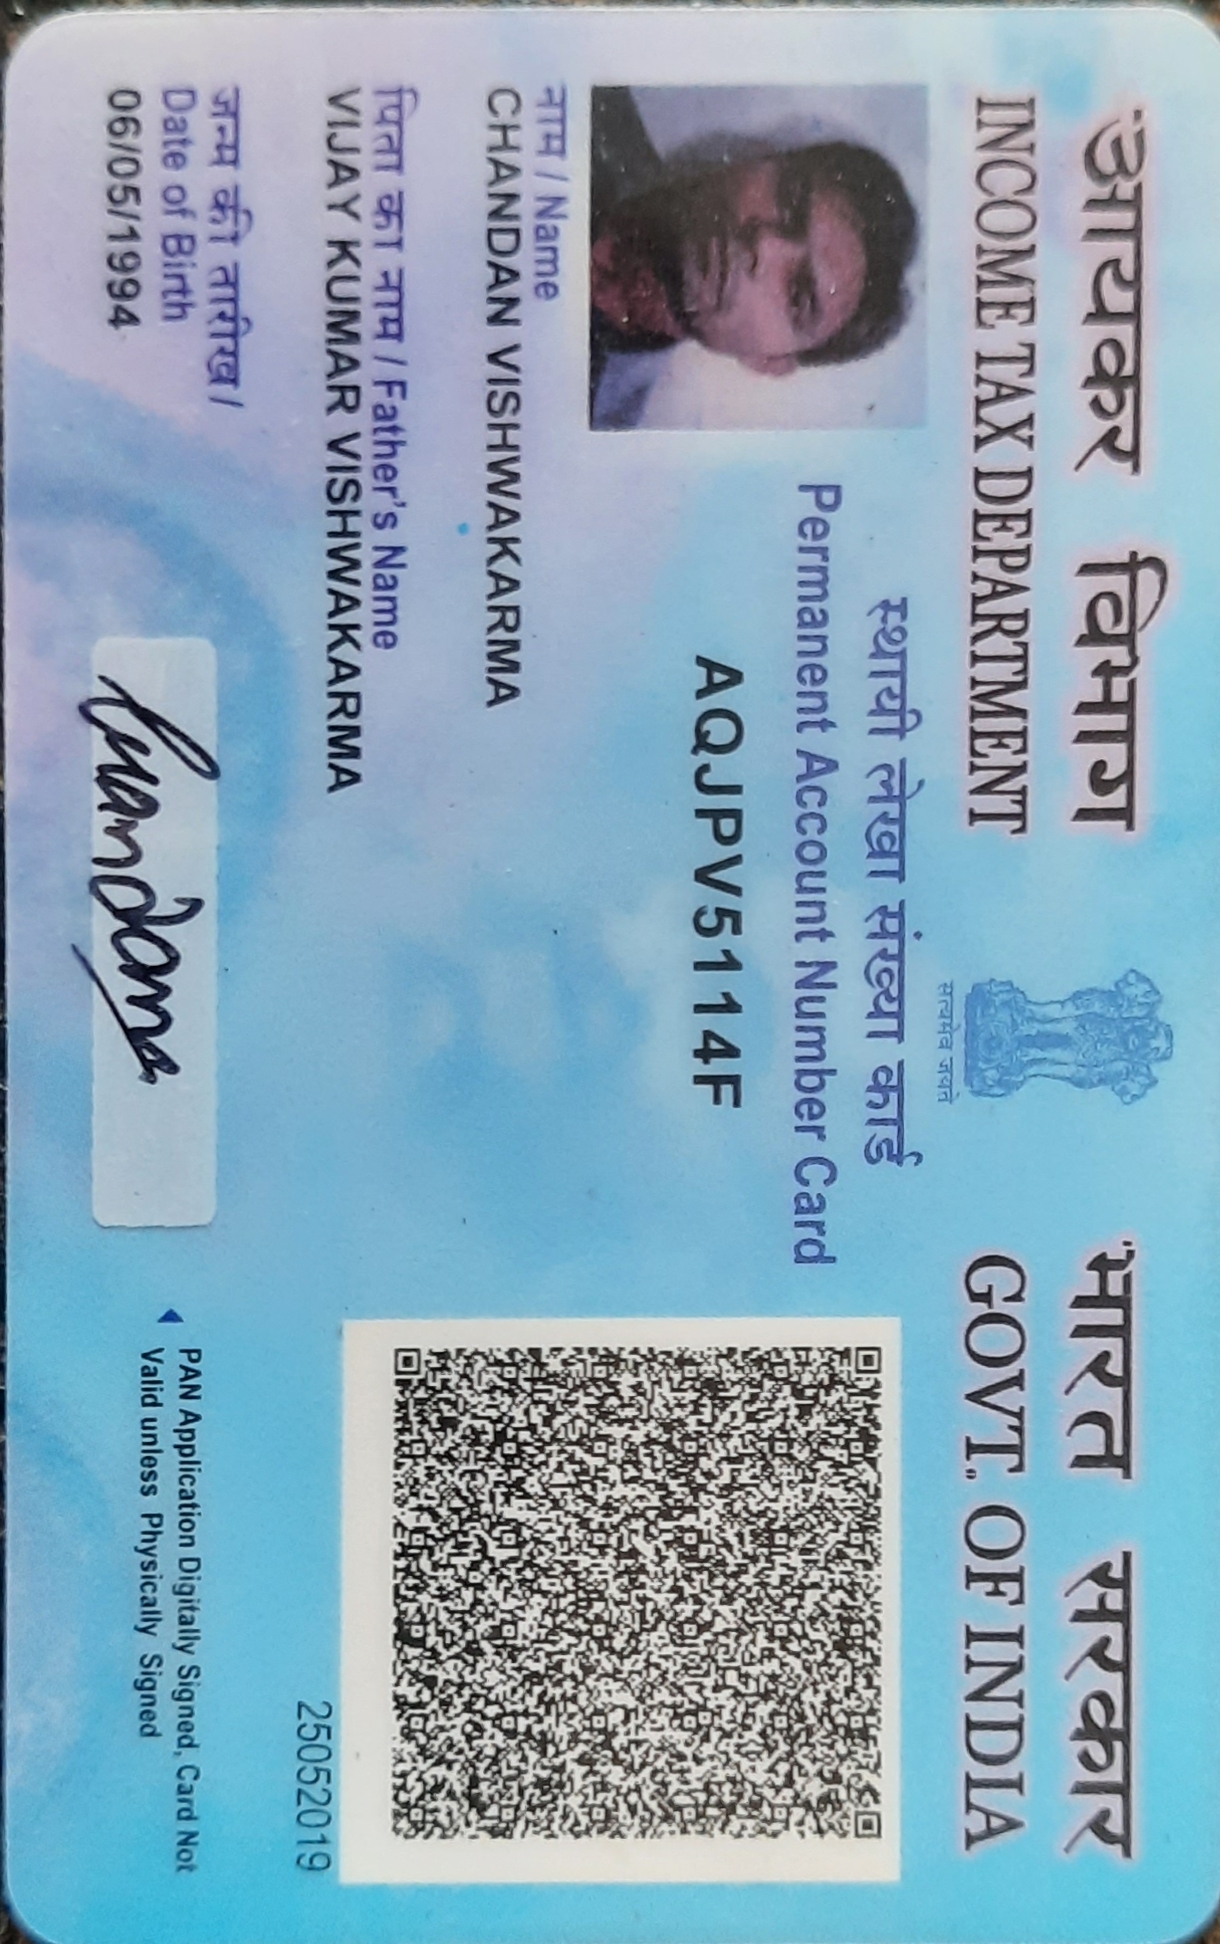 आयकर विभाग
INCOME TAX DEPARTMENT
सत्यमेव जयते
भारत सरकार
GOVT. OF INDIA
स्थायी लेखा संख्या कार्ड
Permanent Account Number Card
AQJPV5114F
नाम / Name
CHANDAN VISHWAKARMA
पिता का नाम / Father's Name
VIJAY KUMAR VISHWAKARMA
जन्म की तारीख /
Date of Birth
06/05/1994
25052019
PAN Application Digitally Signed, Card Not
Valid unless Physically Signed